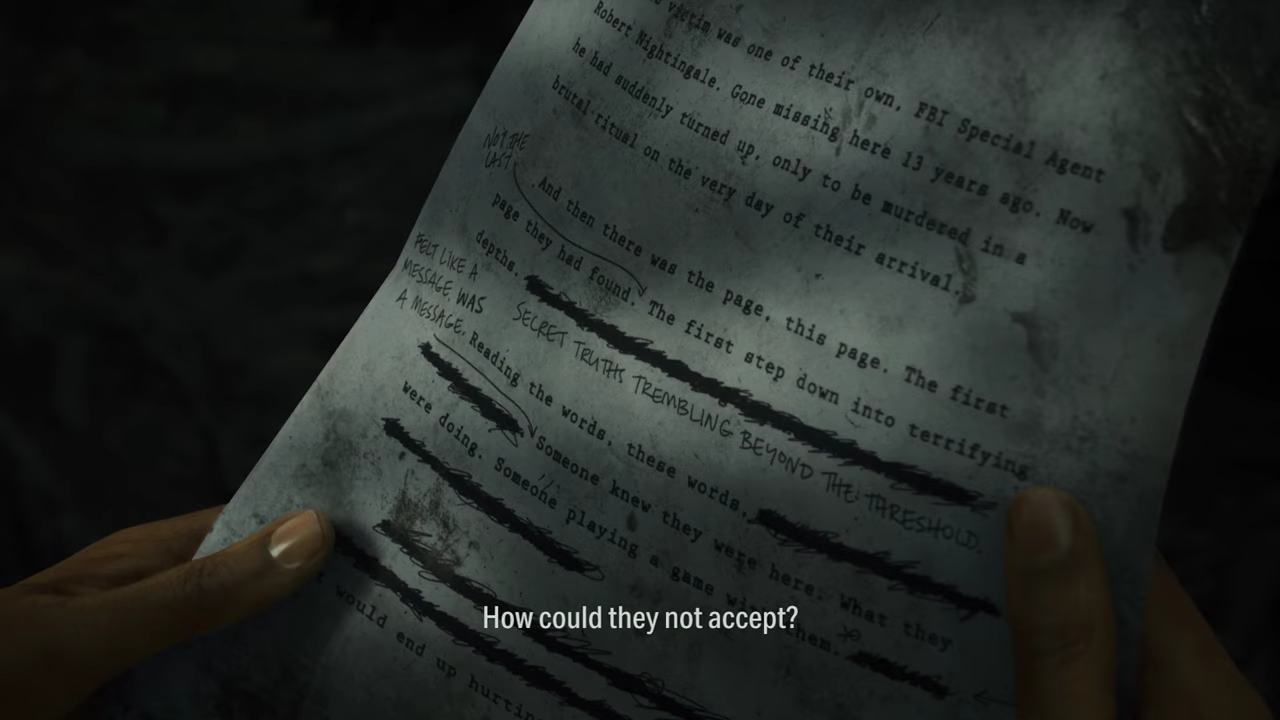 victim was one of their own, FBI Special Agent
Robert Nightingale. Gone missing here 13 years ago. Now
he had suddenly turned up, only to be murdered in a
brutal ritual on the very day of their arrival.
NOT THE
LAST
.And then there was the page, this page. The first
page they had found. The first step down into terrifying
depths.
SECRET TRUTHS TREMBLING BEYOND THE THRESHOLD.
FELT LIKE A
MESSAGE. WAS
A MESSAGE.
Reading the words, these words,
Someone knew they were here. What they
were doing. Someone playing a game with them.
would end up
How could they not accept?